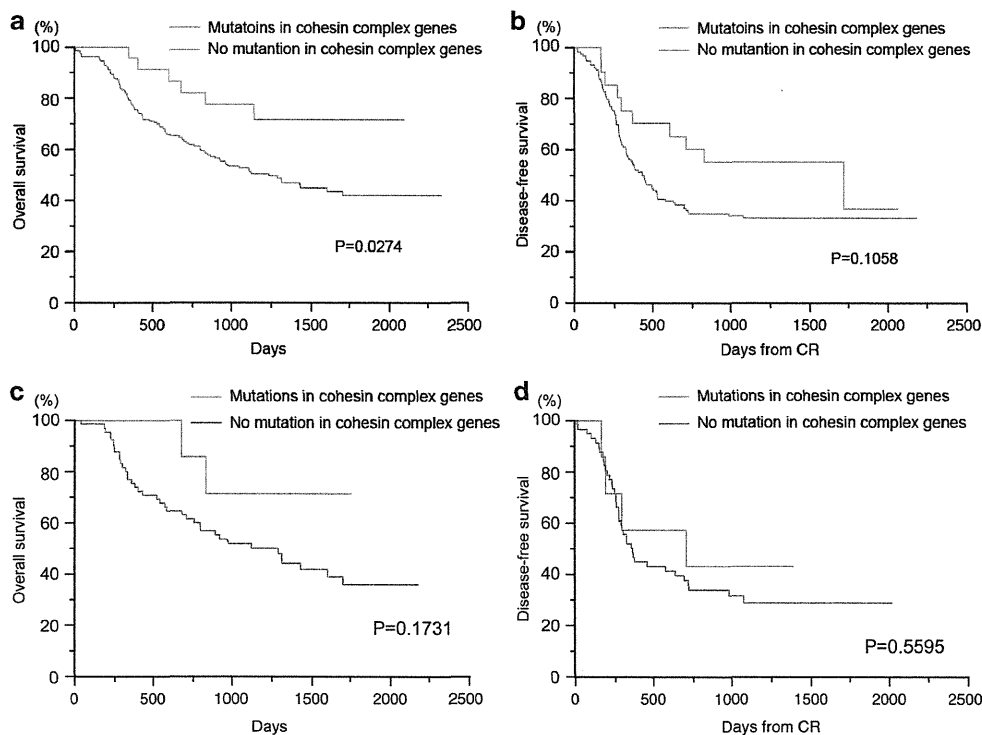 a
(%)
Mutatoins in cohesin complex genes
No mutantion in cohesin complex genes
100
80
60
40
20
0
Overall survival
P=0.0274
0 500 1000 1500 2000 2500
Days
b
(%)
Mutatoins in cohesin complex genes
No mutantion in cohesin complex genes
100
80
60
40
20
0
Disease-free survival
P=0.1058
0 500 1000 1500 2000 2500
Days from CR
c
(%)
Mutations in cohesin complex genes
No mutation in cohesin complex genes
100
80
60
40
20
0
Overall survival
P=0.1731
0 500 1000 1500 2000 2500
Days
d
(%)
Mutations in cohesin complex genes
No mutation in cohesin complex genes
100
80
60
40
20
0
Disease-free survival
P=0.5595
0 500 1000 1500 2000 2500
Days from CR